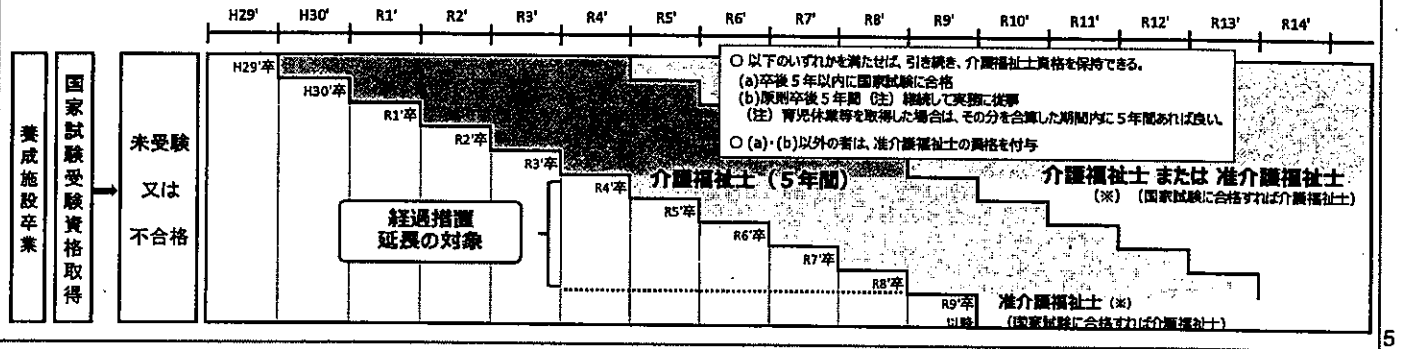 H29' H30' R1' R2' R3' R4' R5' R6' R7' R8' R9' R10' R11' R12' R13' R14'
養成施設卒業
国家試験受験資格取得
未受験
又は
不合格
H29'卒
H30'卒
R1'卒
R2'卒
R3'卒
R4'卒
R5'卒
R6'卒
R7'卒
R8'卒
R9'卒
以降
○ 以下のいずれかを満たせば、引き続き、介護福祉士資格を保持できる。
(a)卒後5年以内に国家試験に合格
(b)原則卒後5年間（注）継続して実務に従事
（注）育児休業等を取得した場合は、その分を合算した期間内に5年間あれば良い。
○ (a)・(b)以外の者は、准介護福祉士の資格を付与
介護福祉士（5年間）
介護福祉士 または 准介護福祉士
（※）（国家試験に合格すれば介護福祉士）
経過措置
延長の対象
准介護福祉士（※）
（国家試験に合格すれば介護福祉士）
5